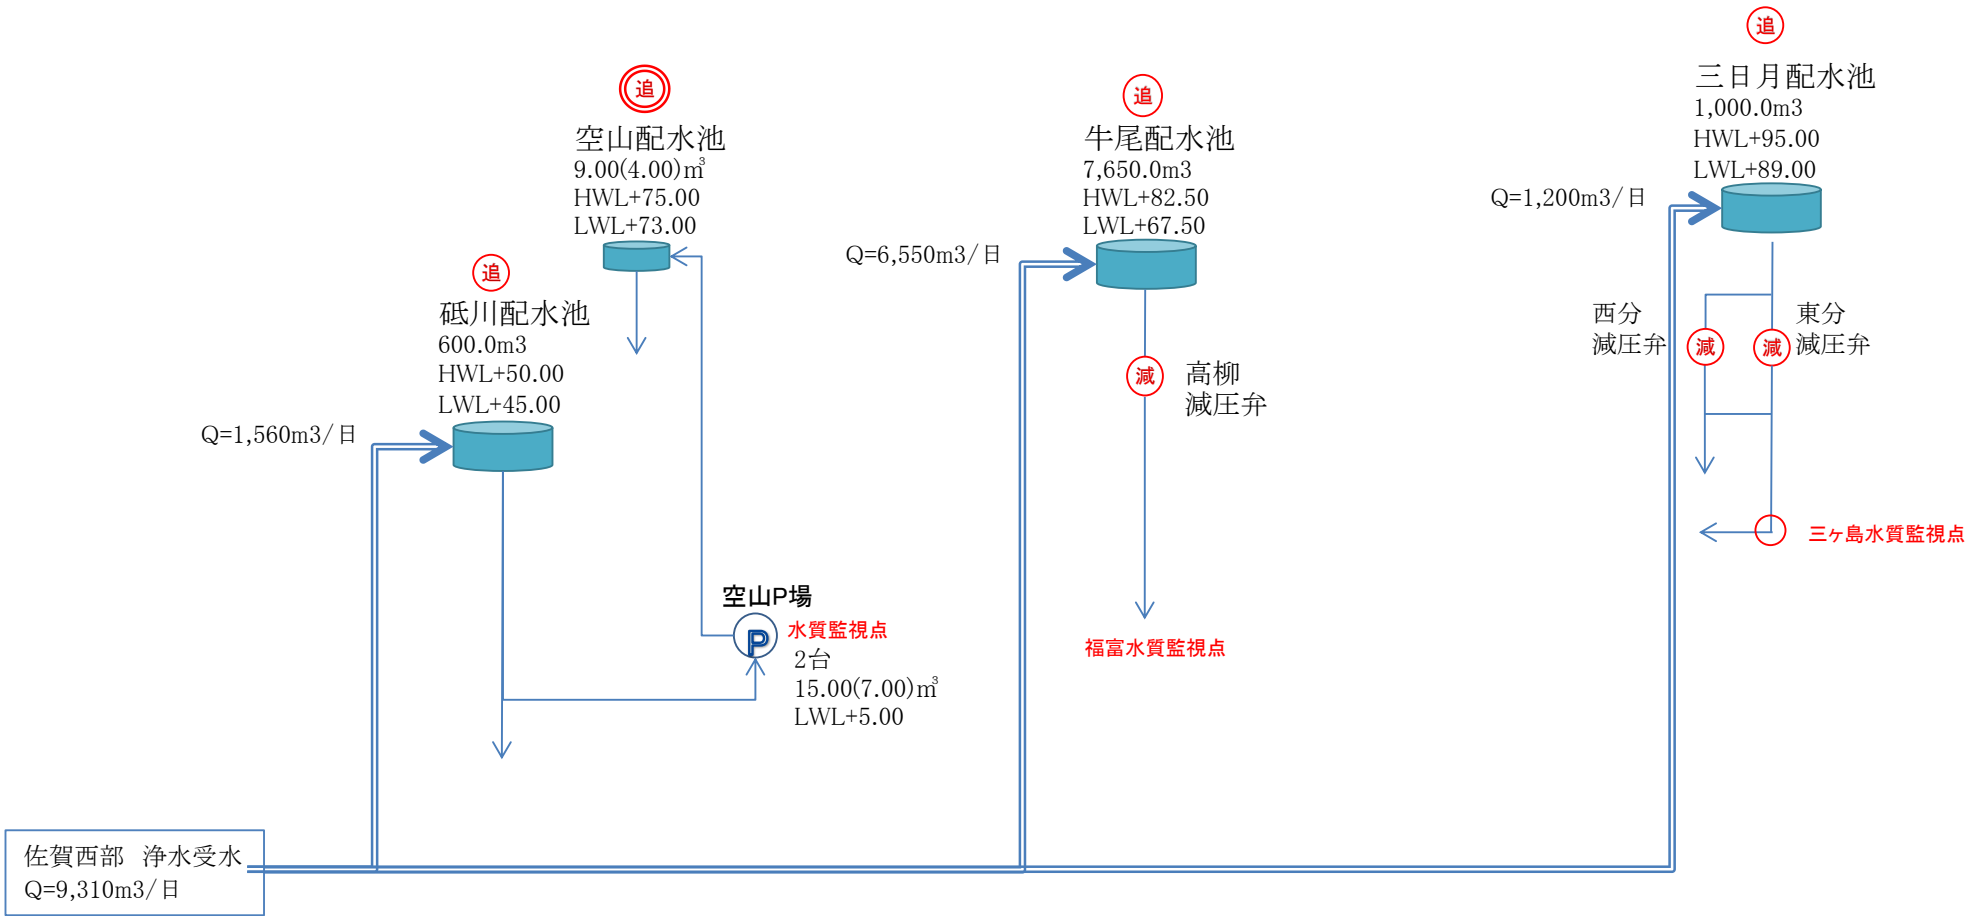 追
三日月配水池
1,000.0m3
HWL+95.00
LWL+89.00
Q=1,200m3/日
西分
減圧弁
減
減
東分
減圧弁
三ヶ島水質監視点
追
牛尾配水池
7,650.0m3
HWL+82.50
LWL+67.50
Q=6,550m3/日
減
高柳
減圧弁
福富水質監視点
追
空山配水池
9.00(4.00)㎥
HWL+75.00
LWL+73.00
追
砥川配水池
600.0m3
HWL+50.00
LWL+45.00
Q=1,560m3/日
空山P場
P
水質監視点
2台
15.00(7.00)㎥
LWL+5.00
佐賀西部 浄水受水
Q=9,310m3/日